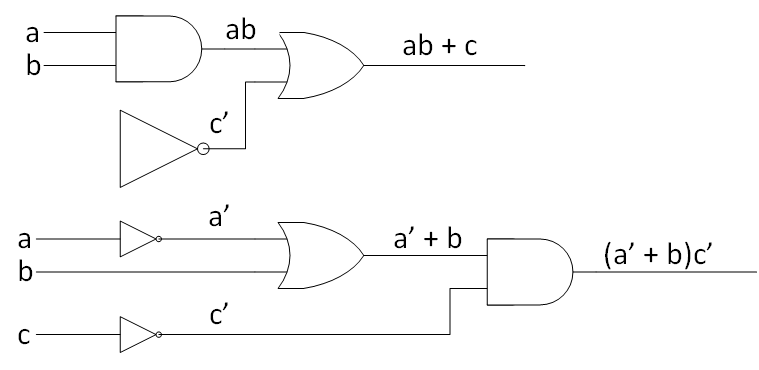 a
b
ab
ab + c
c’
a
b
c
a’
a’ + b
(a’ + b)c’
c’